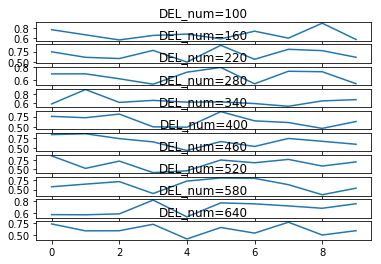 DEL_num=100
0.8
0.6
DEL_num=160
0.75
0.50
DEL_num=220
0.8
0.6
DEL_num=280
0.8
0.6
DEL_num=340
0.75
0.50
DEL_num=400
0.75
0.50
DEL_num=460
0.75
0.50
DEL_num=520
0.75
0.50
DEL_num=580
0.8
0.6
DEL_num=640
0.75
0.50
0 2 4 6 8